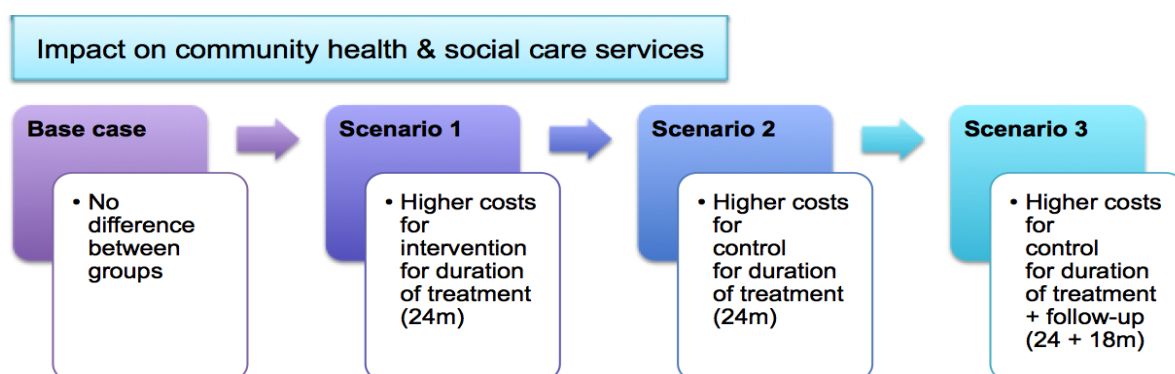 Impact on community health & social care services
Base case
• No
difference
between
groups
Scenario 1
• Higher costs
for
intervention
for duration
of treatment
(24m)
Scenario 2
• Higher costs
for
control
for duration
of treatment
(24m)
Scenario 3
• Higher costs
for
control
for duration
of treatment
+ follow-up
(24 + 18m)